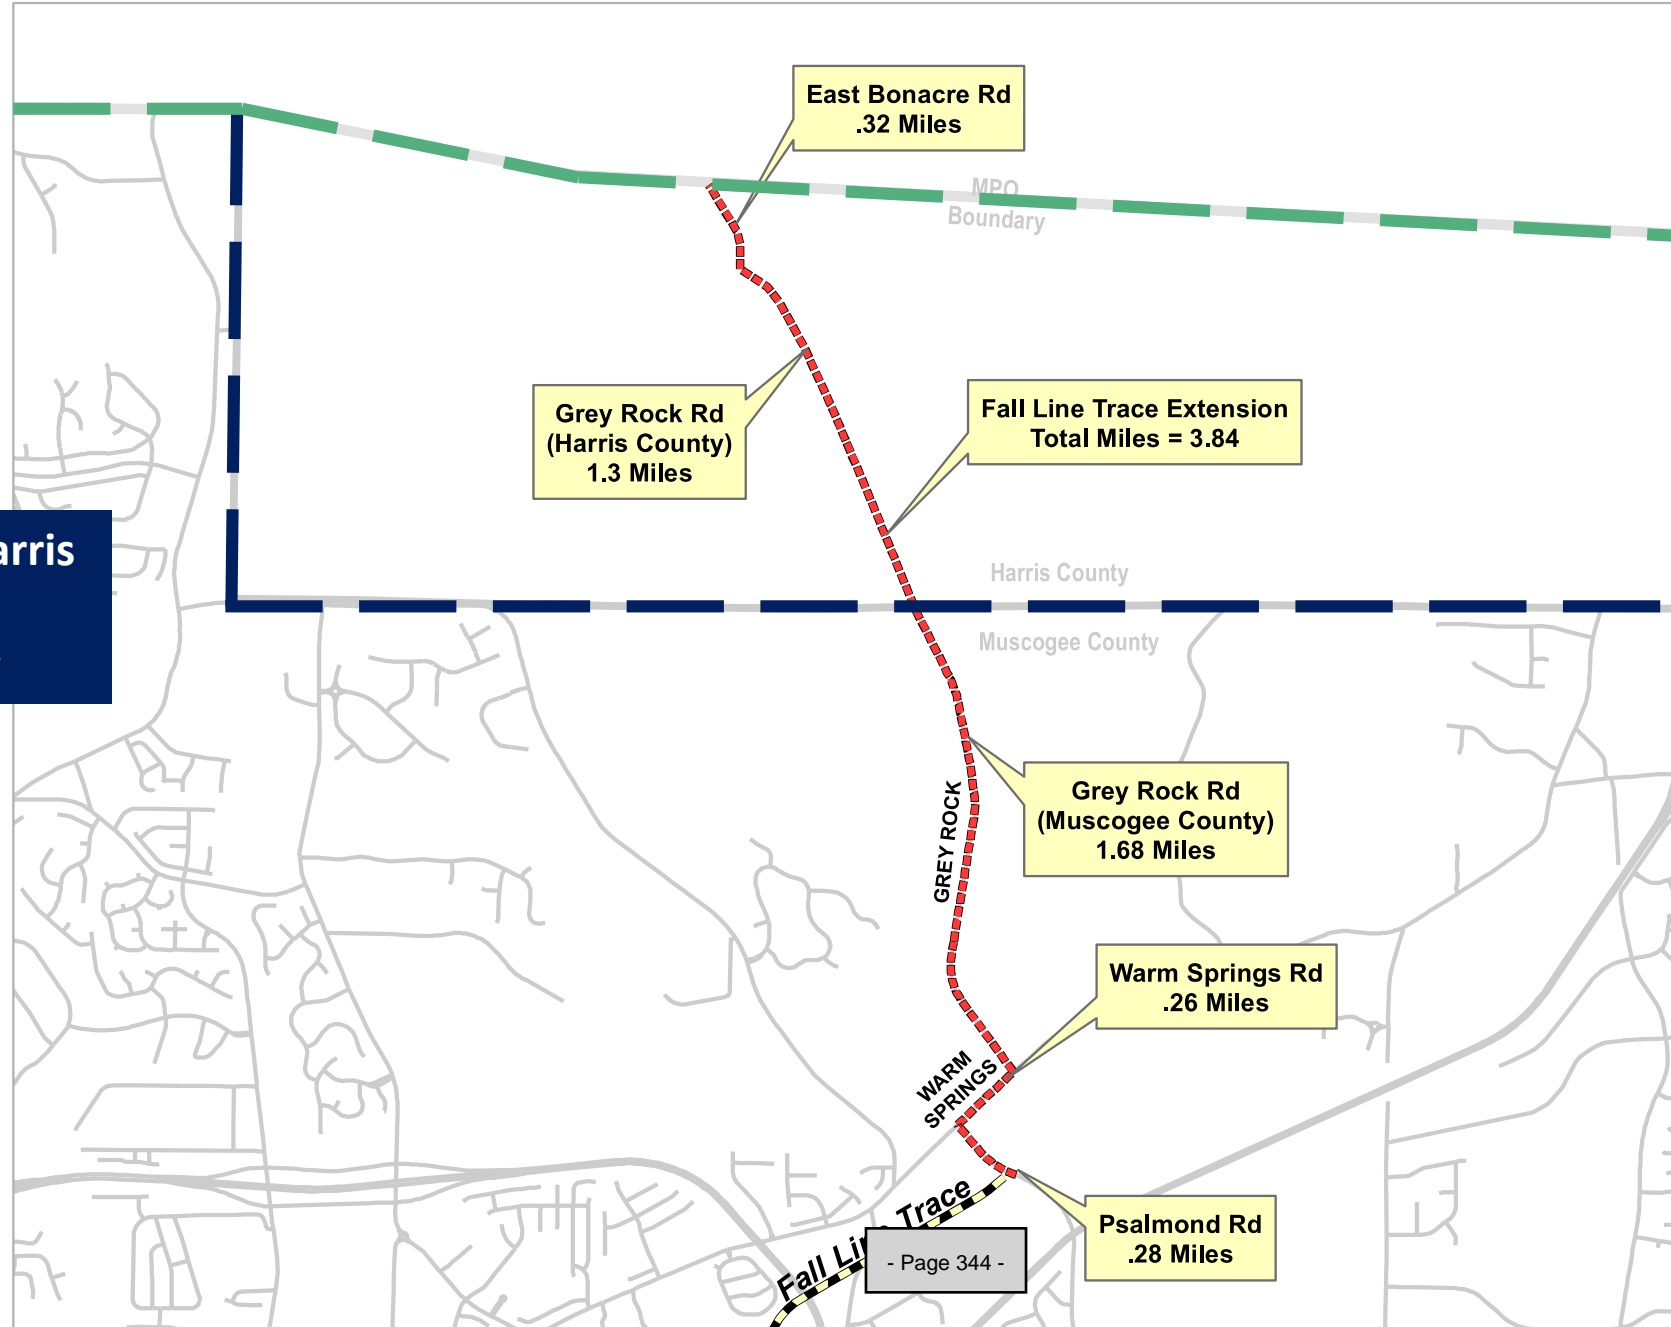 East Bonacre Rd
.32 Miles
MPO
Boundary
Grey Rock Rd
(Harris County)
1.3 Miles
Fall Line Trace Extension
Total Miles = 3.84
Harris County
Muscogee County
GREY ROCK
Grey Rock Rd
(Muscogee County)
1.68 Miles
Warm Springs Rd
.26 Miles
WARM
SPRINGS
Trace
Psalmond Rd
.28 Miles
Fall
- Page 344 -